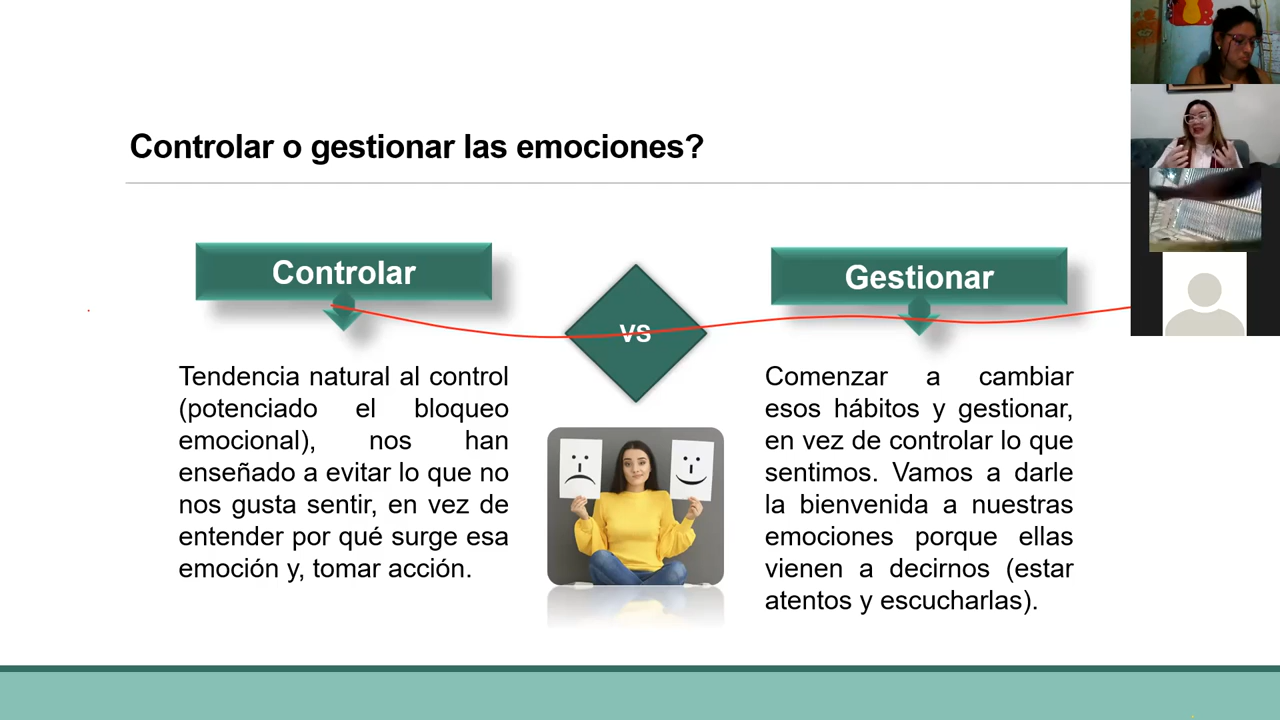 Controlar o gestionar las emociones?
Controlar
Gestionar
vs
Tendencia natural al control
(potenciado el bloqueo
emocional), nos han
enseñado a evitar lo que no
nos gusta sentir, en vez de
entender por qué surge esa
emoción y, tomar acción.
Comenzar a cambiar
esos hábitos y gestionar,
en vez de controlar lo que
sentimos. Vamos a darle
la bienvenida a nuestras
emociones porque ellas
vienen a decirnos (estar
atentos y escucharlas).